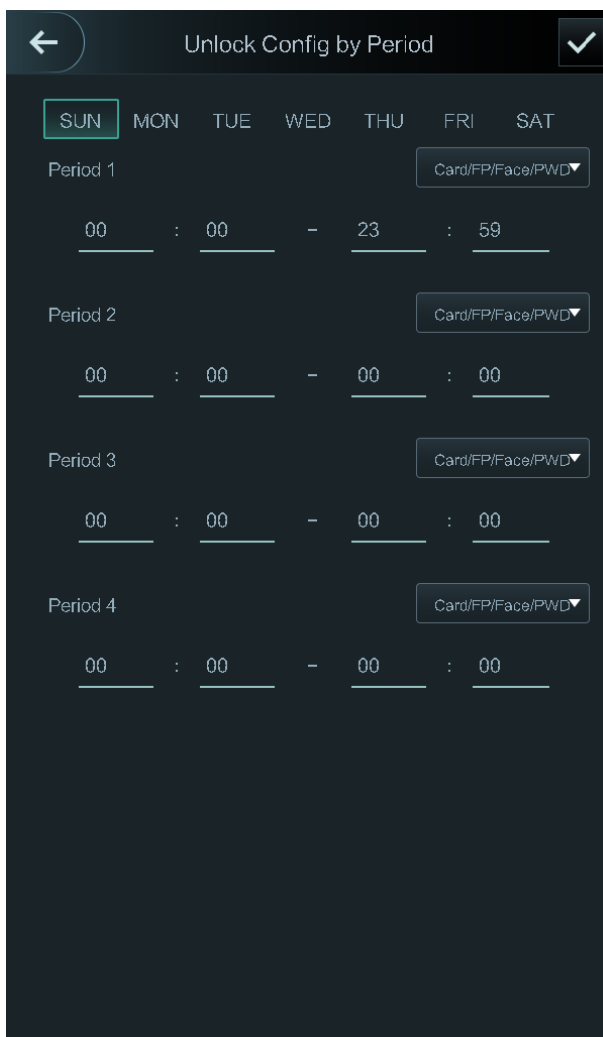 Unlock Config by Period
SUN MON TUE WED THU FRI SAT
Period 1 Card/FP/Face/PWD
00 : 00 - 23 : 59
Period 2 Card/FP/Face/PWD
00 : 00 - 00 : 00
Period 3 Card/FP/Face/PWD
00 : 00 - 00 : 00
Period 4 Card/FP/Face/PWD
00 : 00 - 00 : 00